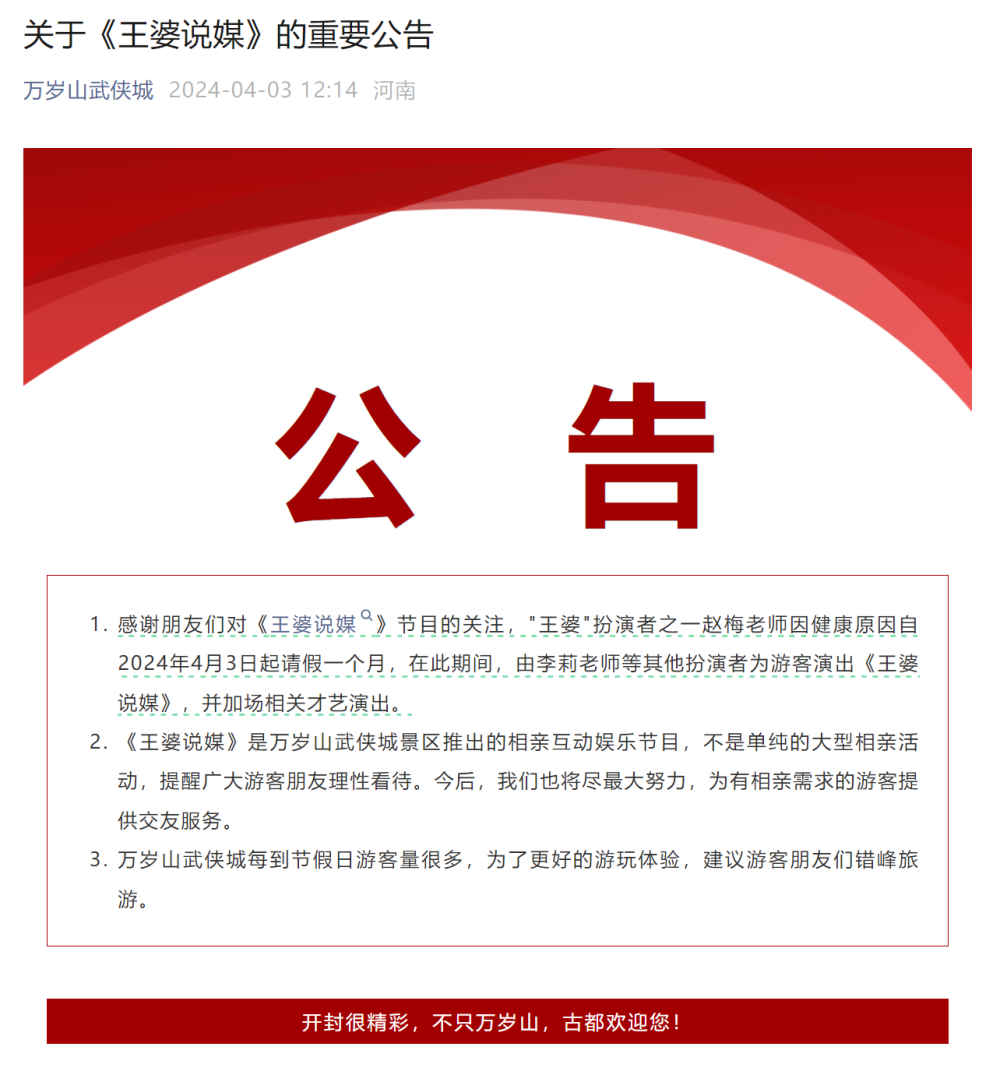 关于《王婆说媒》的重要公告
万岁山武侠城 2024-04-03 12:14 河南
公 告
1. 感谢朋友们对《王婆说媒》节目的关注，"王婆"扮演者之一赵梅老师因健康原因自
2024年4月3日起请假一个月，在此期间，由李莉老师等其他扮演者为游客演出《王婆
说媒》，并加场相关才艺演出。
2. 《王婆说媒》是万岁山武侠城景区推出的相亲互动娱乐节目，不是单纯的大型相亲活
动，提醒广大游客朋友理性看待。今后，我们也将尽最大努力，为有相亲需求的游客提
供交友服务。
3. 万岁山武侠城每到节假日游客量很多，为了更好的游玩体验，建议游客朋友们错峰旅
游。
开封很精彩，不只万岁山，古都欢迎您！